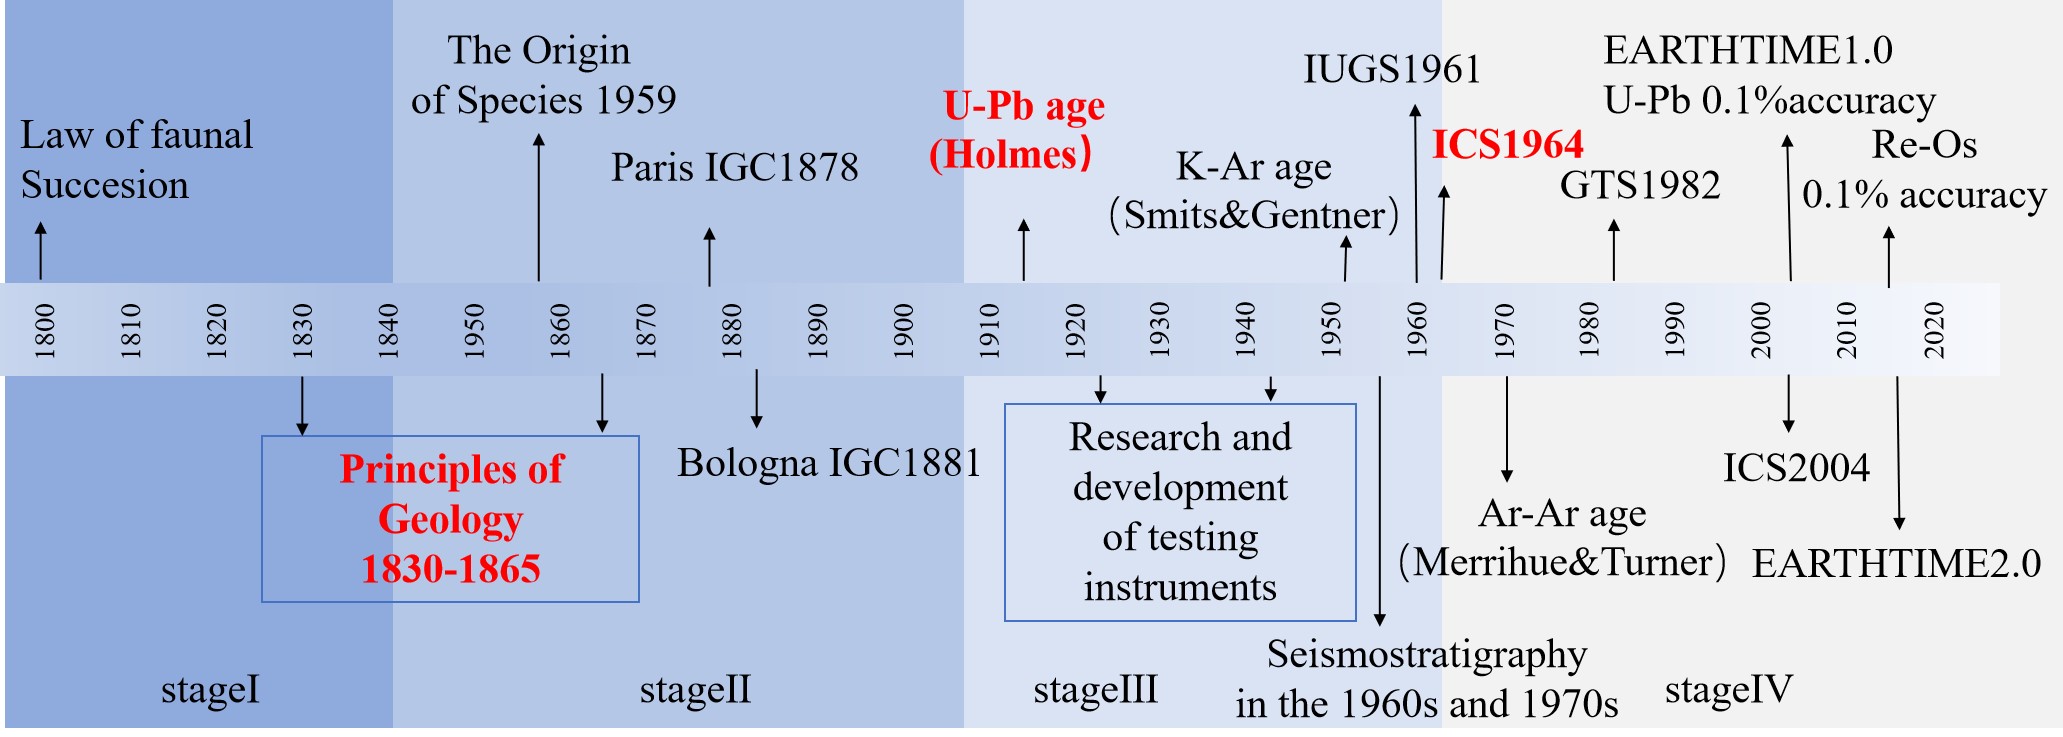 Law of faunal
Succesion
The Origin
of Species 1959
Paris IGC1878
U-Pb age
(Holmes)
K-Ar age
(Smits&Gentner)
IUGS1961
ICS1964
GTS1982
EARTHTIME1.0
U-Pb 0.1%accuracy
Re-Os
0.1% accuracy
1800
1810
1820
1830
1840
1950
1860
1870
1880
1890
1900
1910
1920
1930
1940
1950
1960
1970
1980
1990
2000
2010
2020
Principles of
Geology
1830-1865
Bologna IGC1881
Research and
development
of testing
instruments
Seismostratigraphy
in the 1960s and 1970s
Ar-Ar age
(Merrihue&Turner)
ICS2004
EARTHTIME2.0
stageI
stageII
stageIII
stageIV